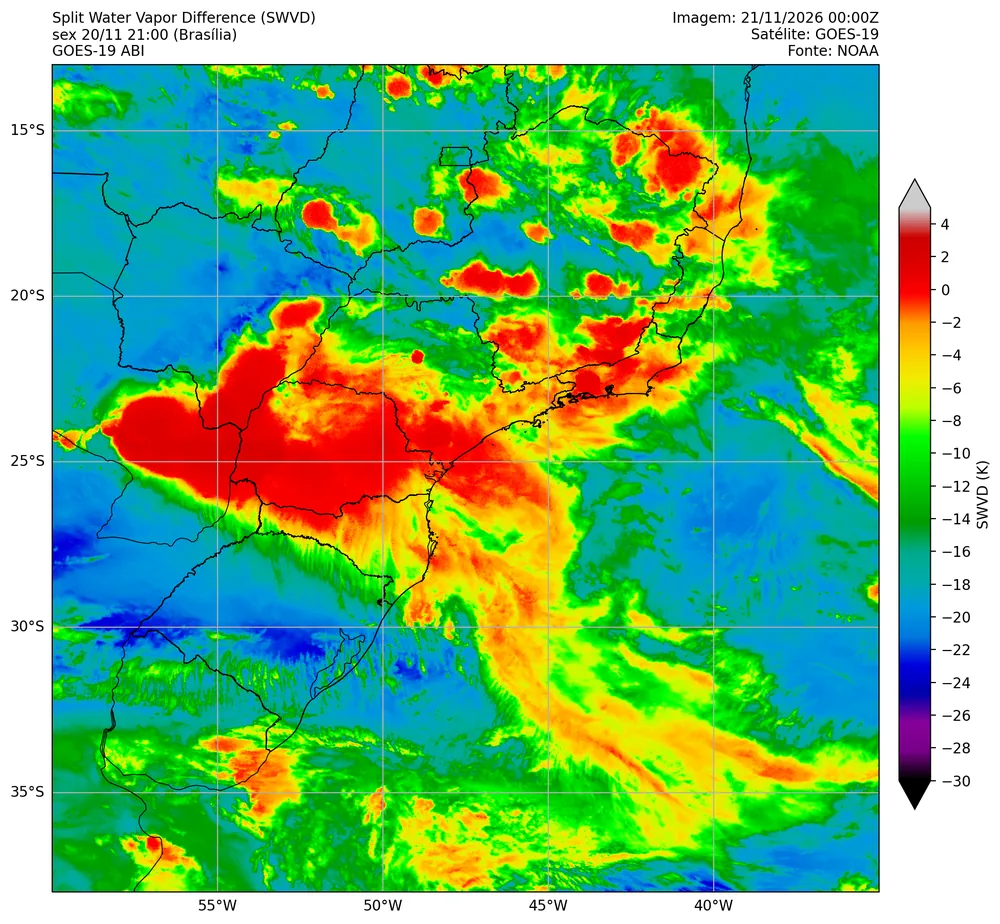 Split Water Vapor Difference (SWVD)
sex 20/11 21:00 (Brasília)
GOES-19 ABI
Imagem: 21/11/2026 00:00Z
Satélite: GOES-19
Fonte: NOAA
15°S
20°S
25°S
30°S
35°S
55°W
50°W
45°W
40°W
4
2
0
−2
−4
−6
−8
−10
−12
−14
−16
−18
−20
−22
−24
−26
−28
−30
SWVD (K)